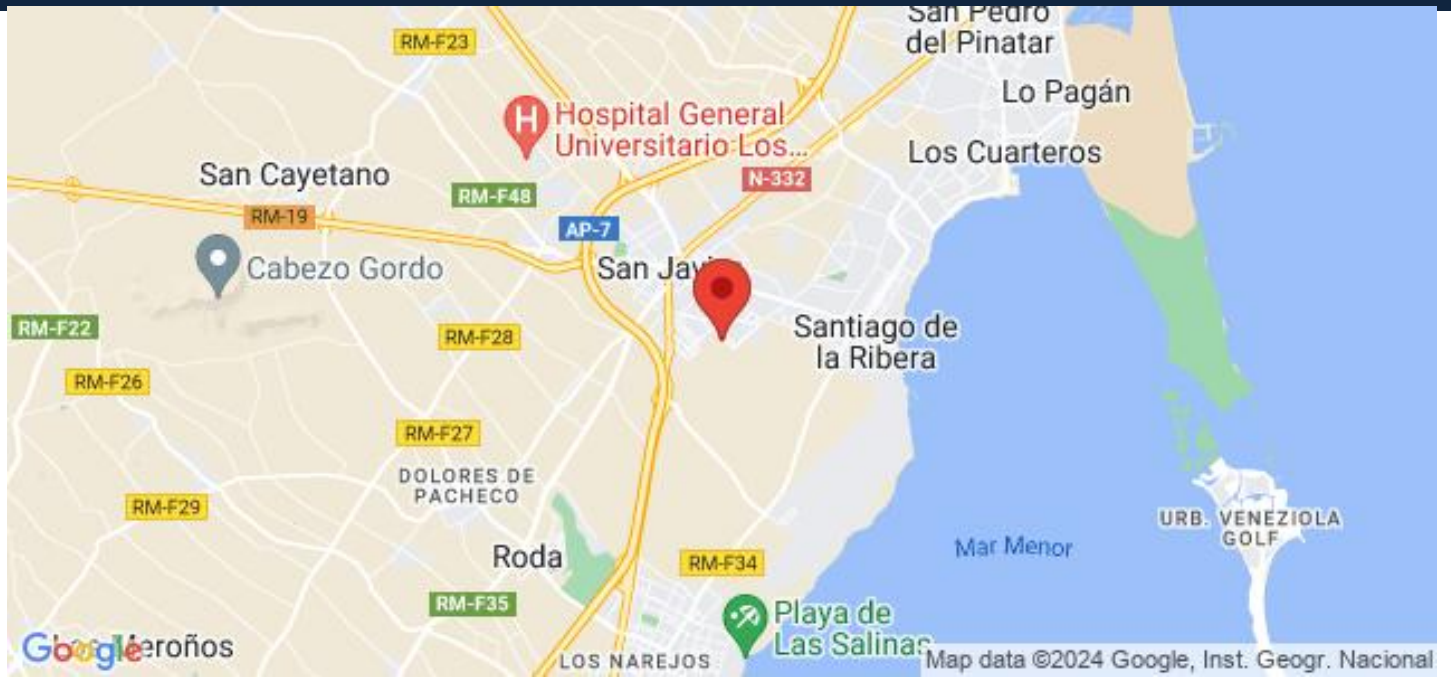 San Pedro
del Pinatar
RM-F23
Lo Pagán
Hospital General
Universitario Los...
Los Cuarteros
San Cayetano
N-332
RM-F48
RM-19
AP-7
Cabezo Gordo
San Javi
RM-F22
RM-F28
Santiago de
la Ribera
RM-F26
RM-F27
DOLORES DE
PACHECO
RM-F29
URB. VENEZIOLA
GOLF
Mar Menor
Roda
RM-F34
RM-F35
Playa de
Las Salinas
Google
eroños
LOS NAREJOS
Map data ©2024 Google, Inst. Geogr. Nacional